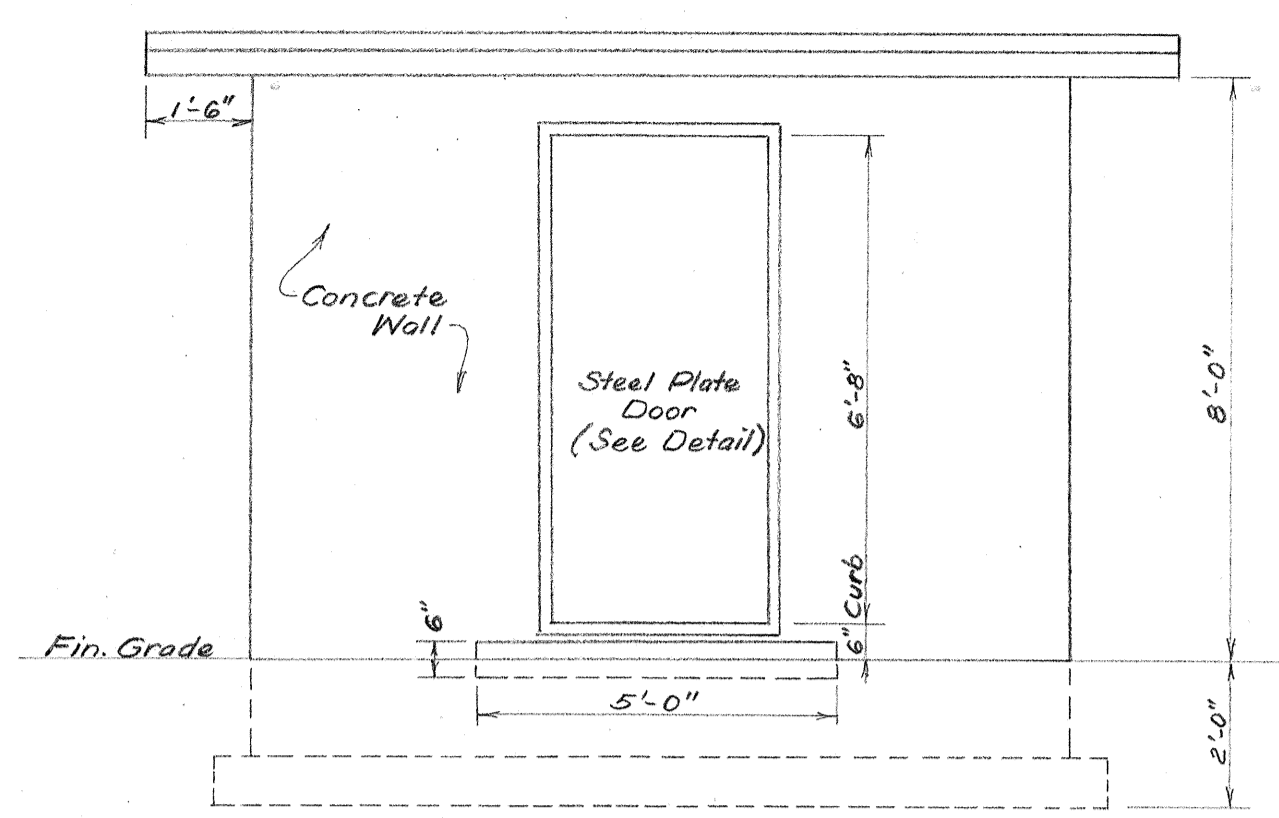 1'-6"
Concrete
Wall
Steel Plate
Door
(See Detail)
6'-8"
8'-0"
6" Curb
6"
Fin. Grade
5'-0"
2'-0"